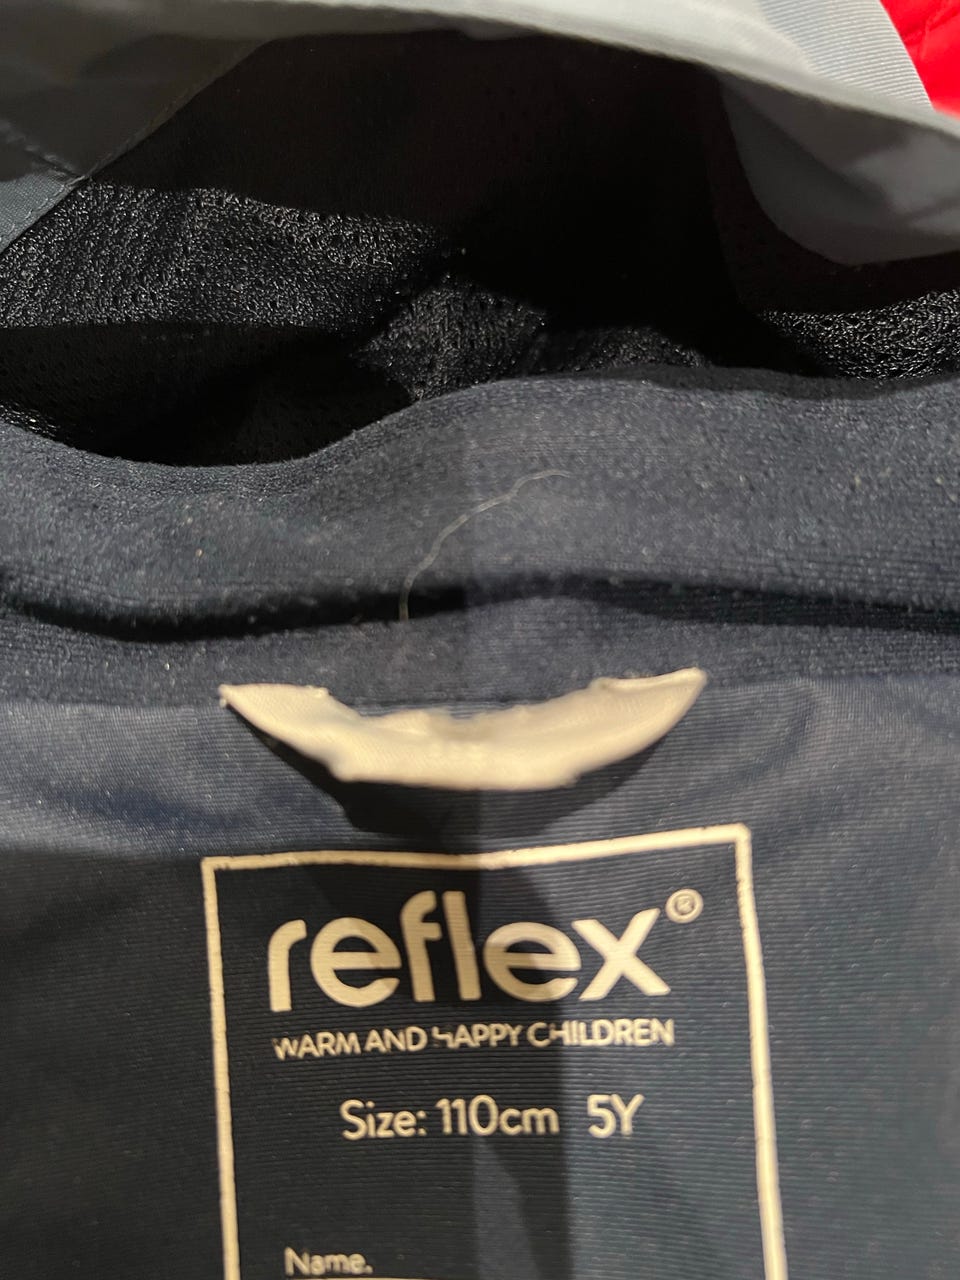 reflex®
WARM AND HAPPY CHILDREN
Size: 110cm 5Y
Name.